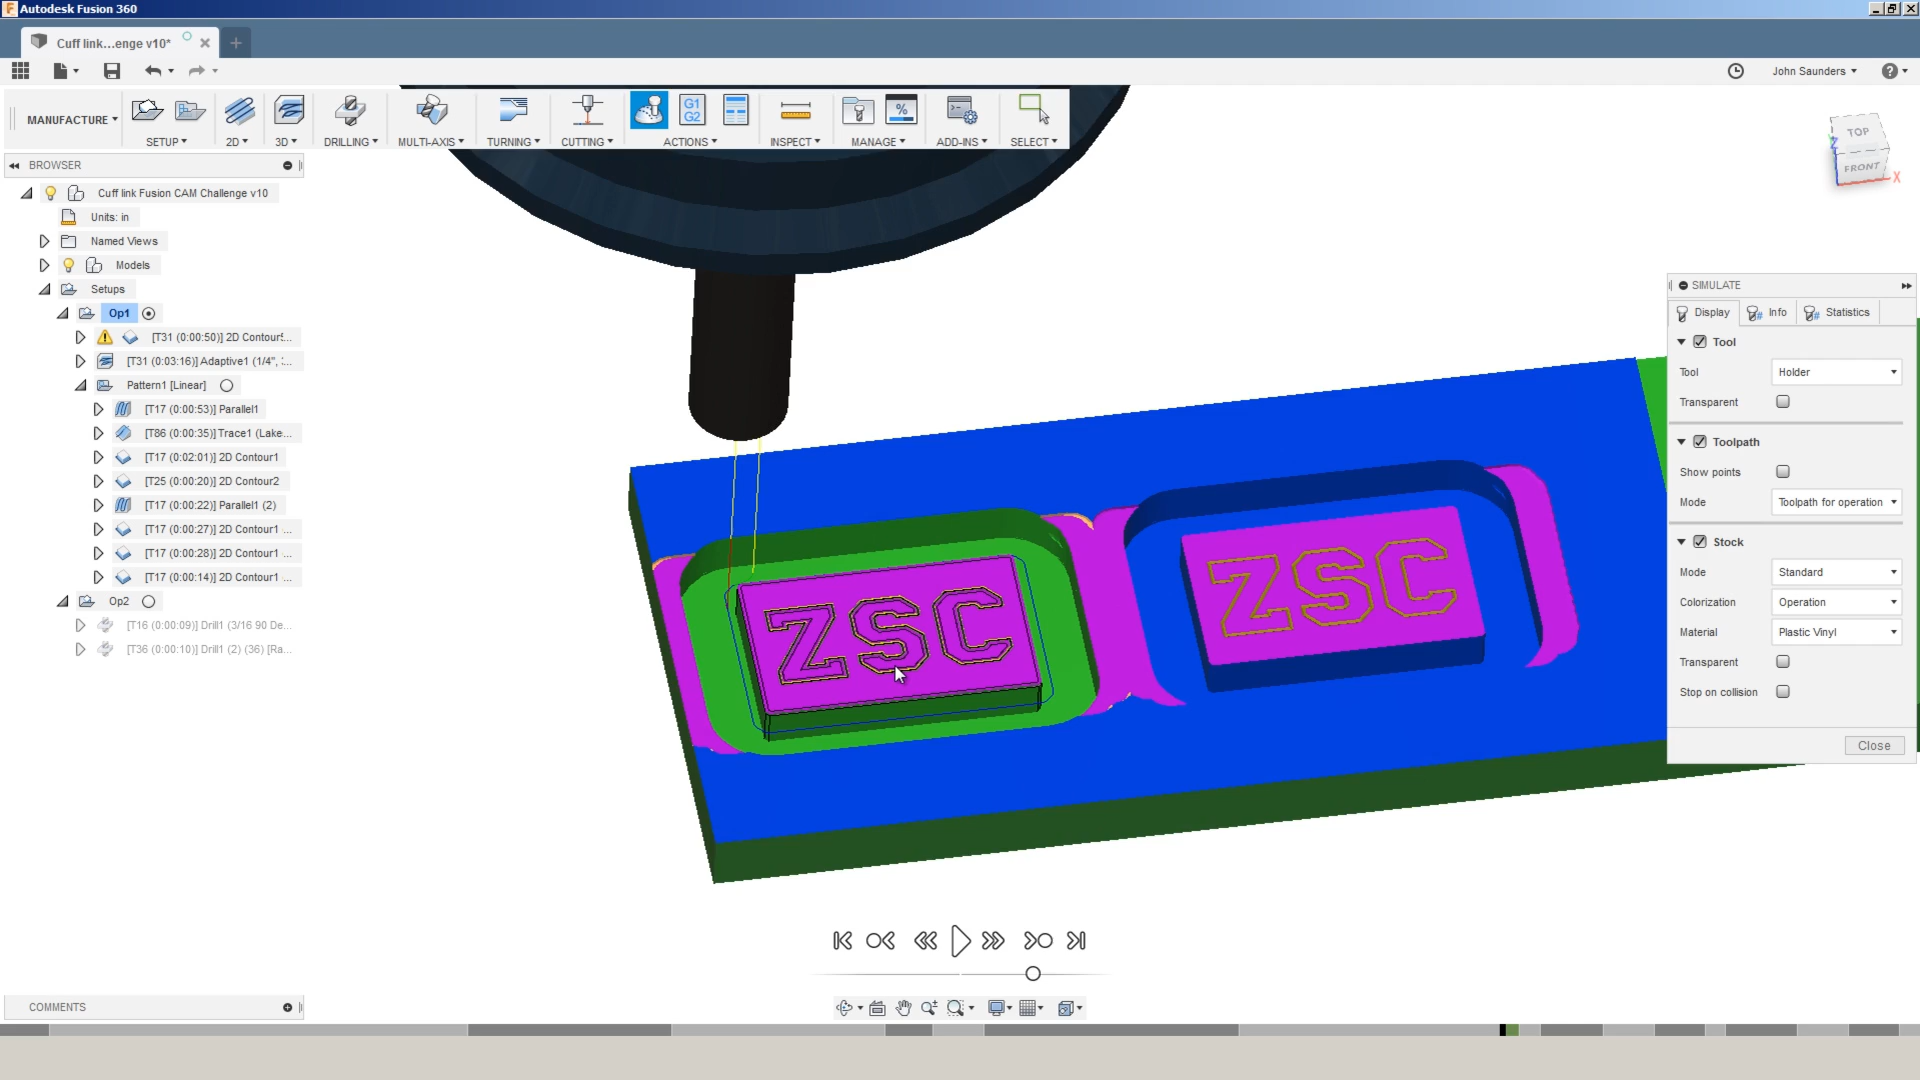 Autodesk Fusion 360
Cuff link...enge v10*
John Saunders
MANUFACTURE
SETUP
2D
3D
DRILLING
MULTI-AXIS
TURNING
CUTTING
G1
G2
ACTIONS
INSPECT
%
MANAGE
ADD-INS
SELECT
TOP
FRONT
Z
X
BROWSER
Cuff link Fusion CAM Challenge v10
Units: in
Named Views
Models
Setups
Op1
[T31 (0:00:50)] 2D Contour5...
[T31 (0:03:16)] Adaptive1 (1/4", :...
Pattern1 [Linear]
[T17 (0:00:53)] Parallel1
[T86 (0:00:35)] Trace1 (Lake...
[T17 (0:02:01)] 2D Contour1
[T25 (0:00:20)] 2D Contour2
[T17 (0:00:22)] Parallel1 (2)
[T17 (0:00:27)] 2D Contour1 ...
[T17 (0:00:28)] 2D Contour1 ...
[T17 (0:00:14)] 2D Contour1 ...
Op2
[T16 (0:00:09)] Drill1 (3/16 90 De...
[T36 (0:00:10)] Drill1 (2) (36) [Ra...
ZSC
ZSC
SIMULATE
Display Info Statistics
Tool
Tool Holder
Transparent
Toolpath
Show points
Mode Toolpath for operation
Stock
Mode Standard
Colorization Operation
Material Plastic Vinyl
Transparent
Stop on collision
Close
COMMENTS